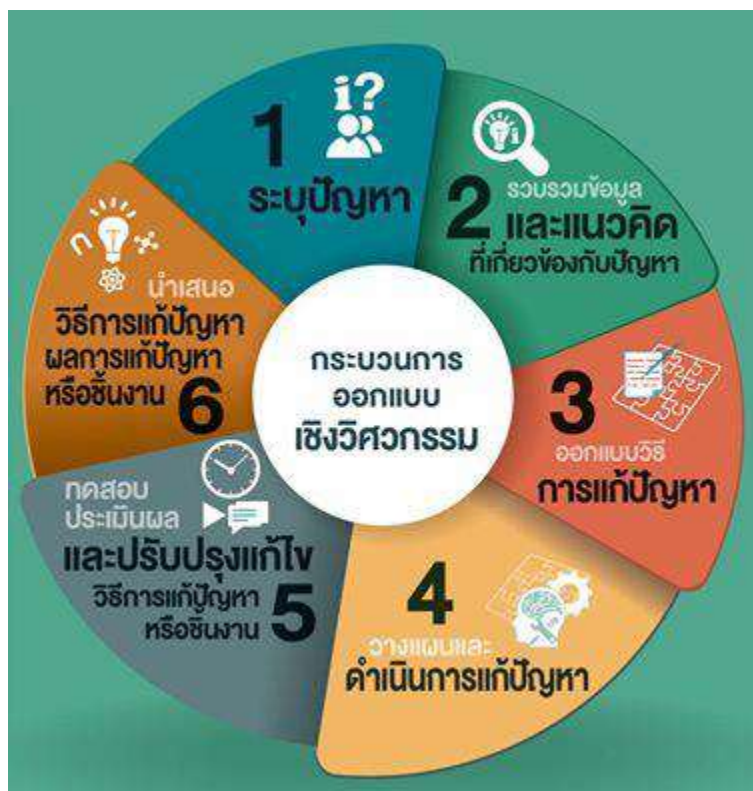 กระบวนการ
ออกแบบ
เชิงวิศวกรรม
i?
1
ระบุปัญหา
2
รวบรวมข้อมูล
และแนวคิด
ที่เกี่ยวข้องกับปัญหา
3
ออกแบบวิธี
การแก้ปัญหา
4
วางแผนและ
ดำเนินการแก้ปัญหา
ทดสอบ
ประเมินผล
และปรับปรุงแก้ไข
วิธีการแก้ปัญหา
หรือชิ้นงาน 5
นำเสนอ
วิธีการแก้ปัญหา
ผลการแก้ปัญหา
หรือชิ้นงาน 6